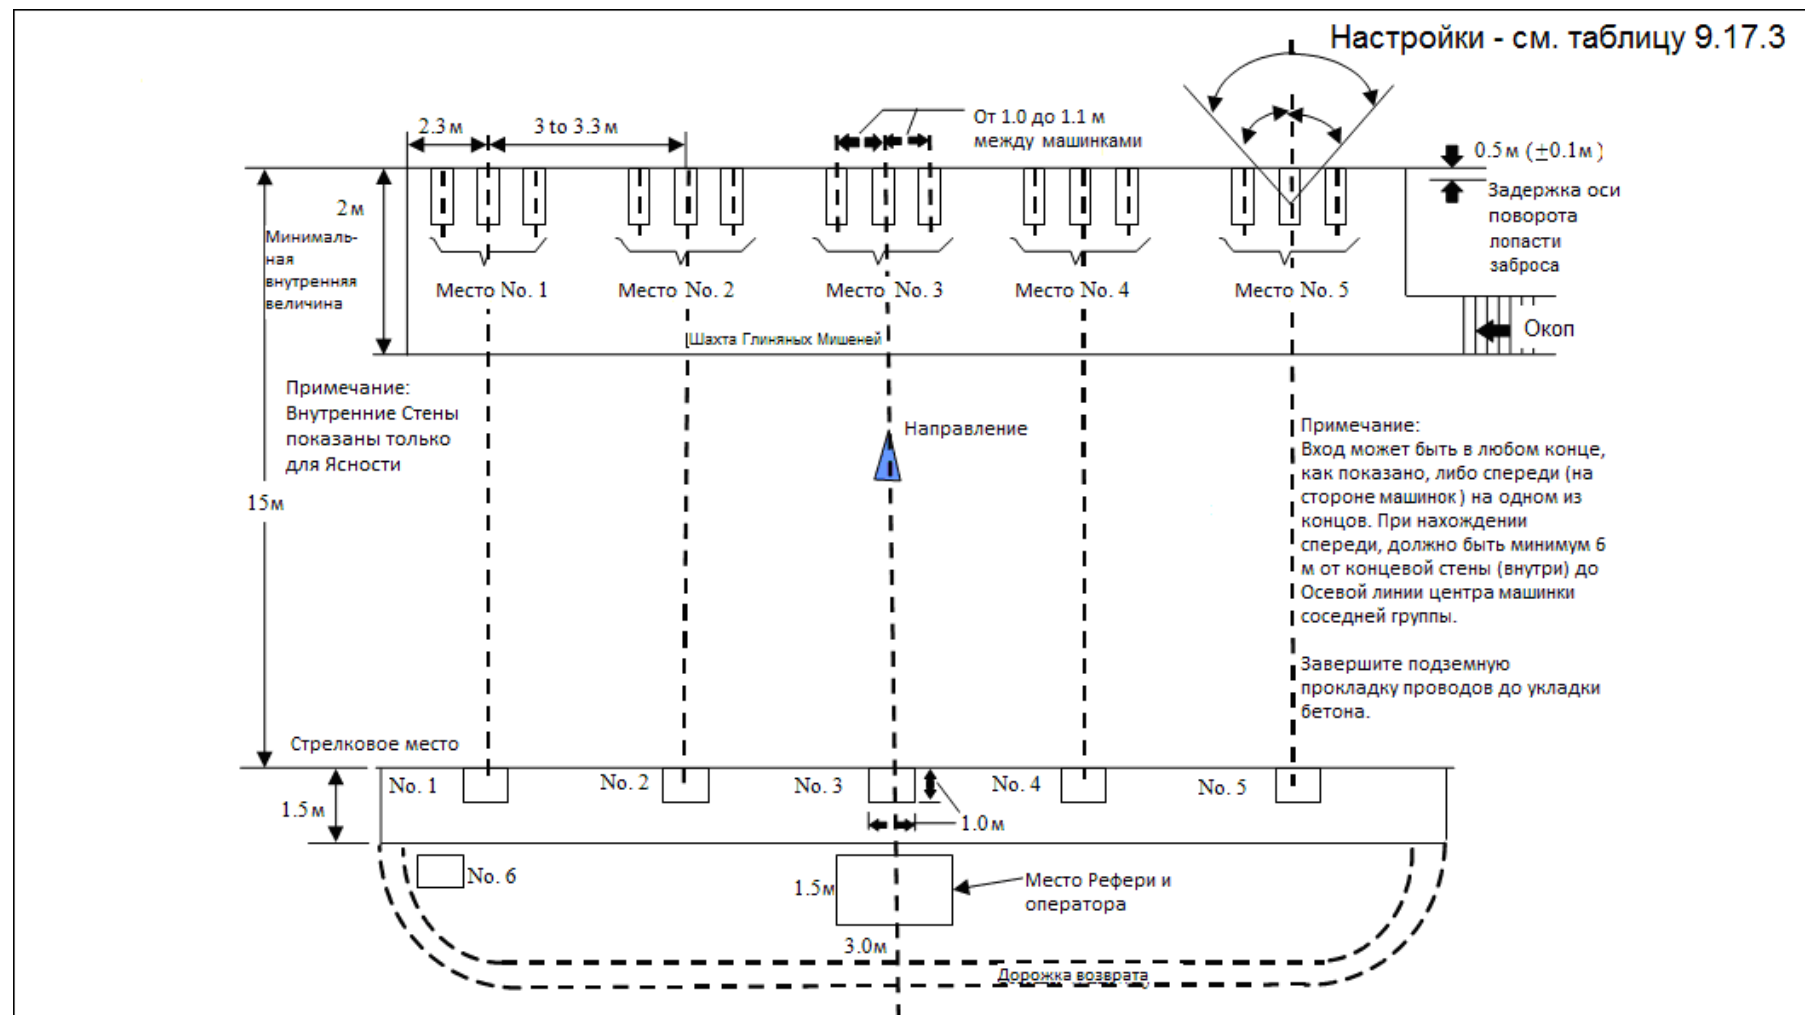 Настройки - см. таблицу 9.17.3
2.3 м
3 to 3.3 м
От 1.0 до 1.1 м
между машинками
0.5 м (±0.1м )
Задержка оси
поворота
лопасти
заброса
2 м
Минималь-
ная
внутренняя
величина
Место No. 1
Место No. 2
Место No. 3
Место No. 4
Место No. 5
Шахта Глиняных Мишеней
Окоп
Примечание:
Внутренние Стены
показаны только
для Ясности
Направление
Примечание:
Вход может быть в любом конце,
как показано, либо спереди (на
стороне машинок ) на одном из
концов. При нахождении
спереди, должно быть минимум 6
м от концевой стены (внутри) до
Осевой линии центра машинки
соседней группы.
Завершите подземную
прокладку проводов до укладки
бетона.
15м
Стрелковое место
No. 1
No. 2
No. 3
No. 4
No. 5
1.5 м
1.0 м
No. 6
1.5м
Место Рефери и
оператора
3.0м
Дорожка возврата